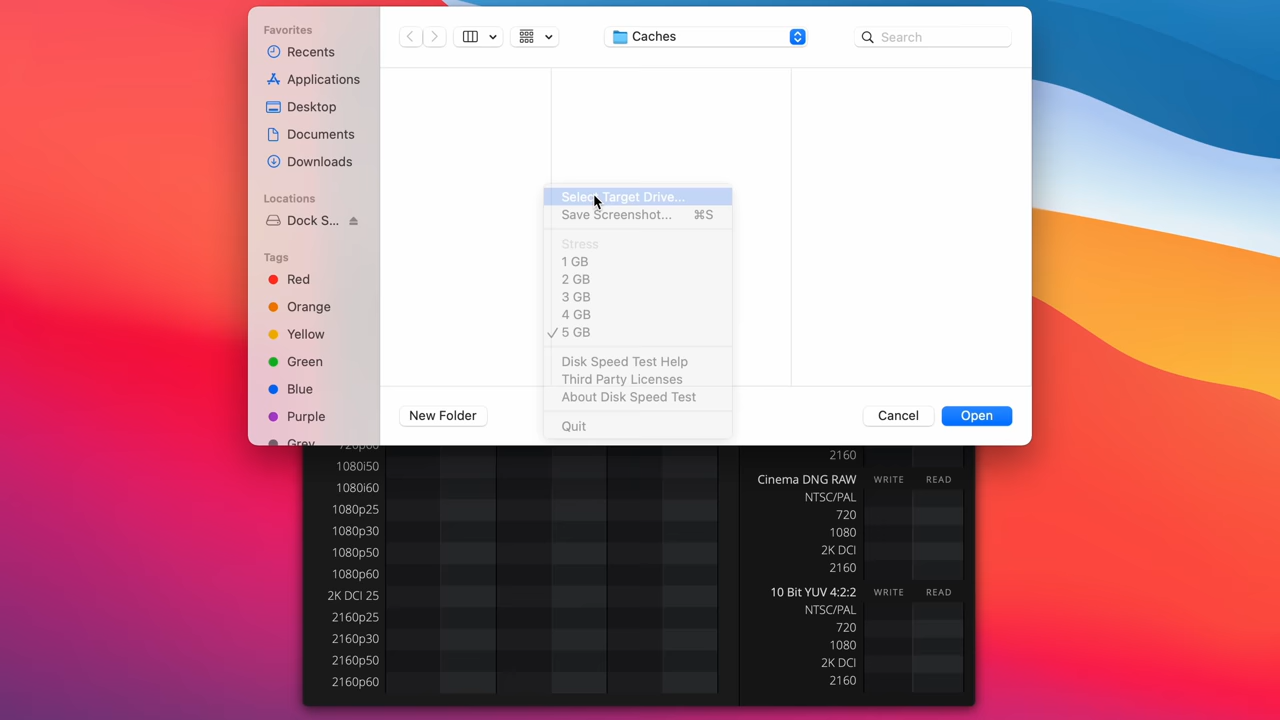 Favorites
Recents
Applications
Desktop
Documents
Downloads
Locations
Dock S...
Tags
Red
Orange
Yellow
Green
Blue
Purple
Grey
Caches
Search
Select Target Drive...
Save Screenshot... ⌘S
Stress
1 GB
2 GB
3 GB
4 GB
5 GB
Disk Speed Test Help
Third Party Licenses
About Disk Speed Test
Quit
New Folder
Cancel
Open
720p60
1080i50
1080i60
1080p25
1080p30
1080p50
1080p60
2K DCI 25
2160p25
2160p30
2160p50
2160p60
2160
Cinema DNG RAW WRITE READ
NTSC/PAL
720
1080
2K DCI
2160
10 Bit YUV 4:2:2 WRITE READ
NTSC/PAL
720
1080
2K DCI
2160